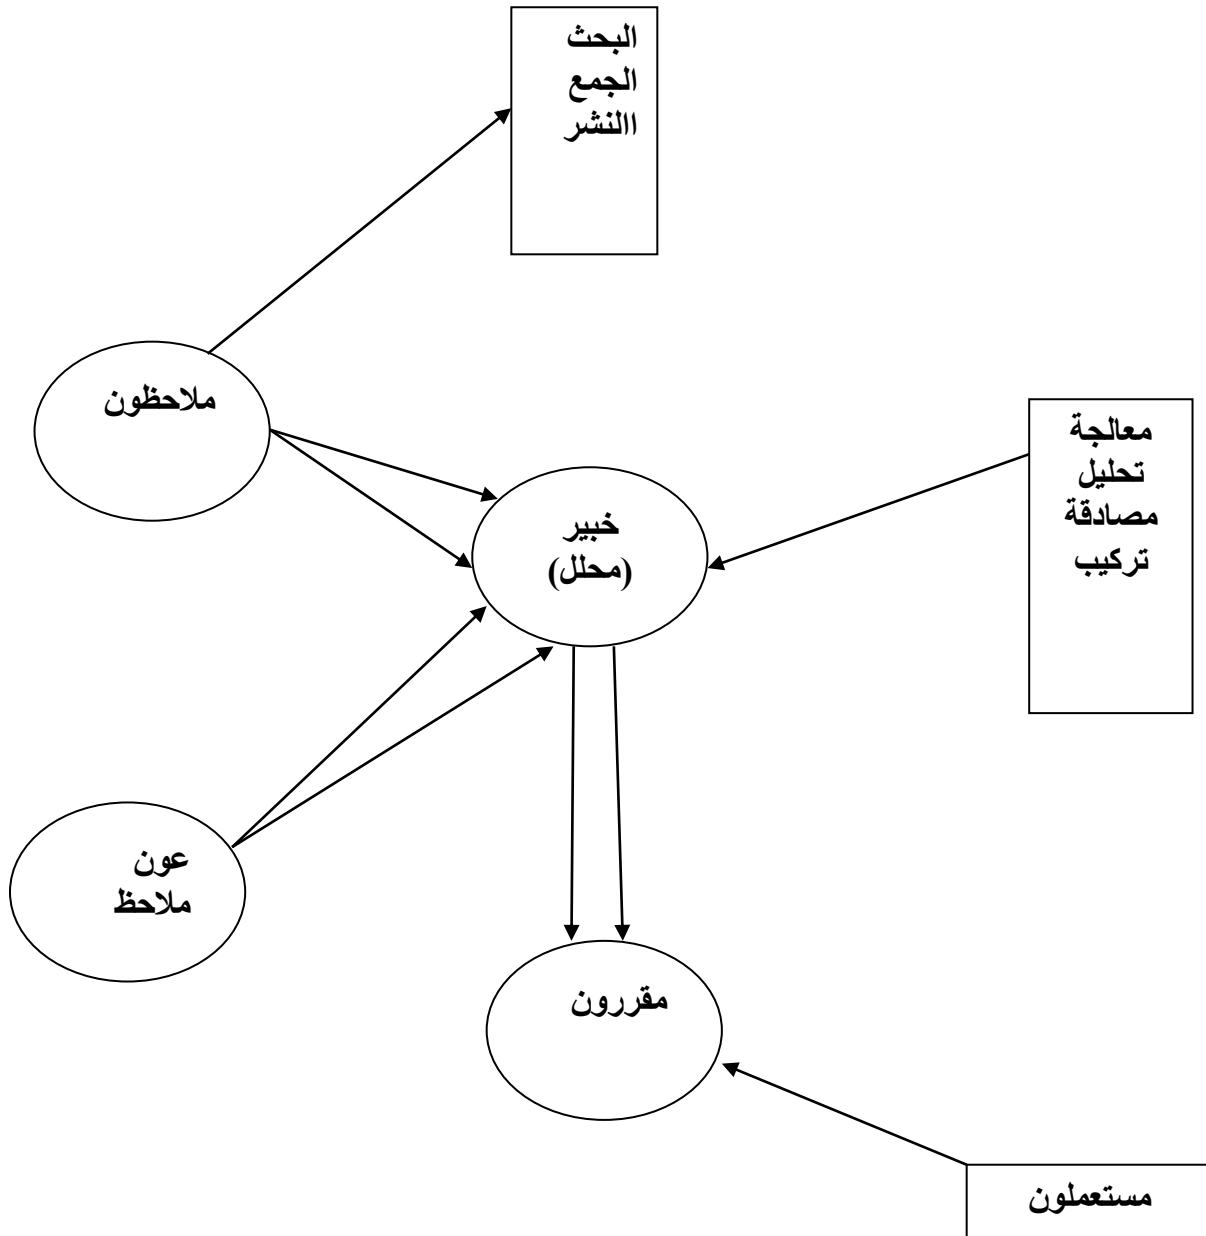 البحث
الجمع
االنشر
ملاحظون
معالجة
تحليل
مصادقة
تركيب
خبير
(محلل)
عون
ملاحظ
مقررون
مستعملون